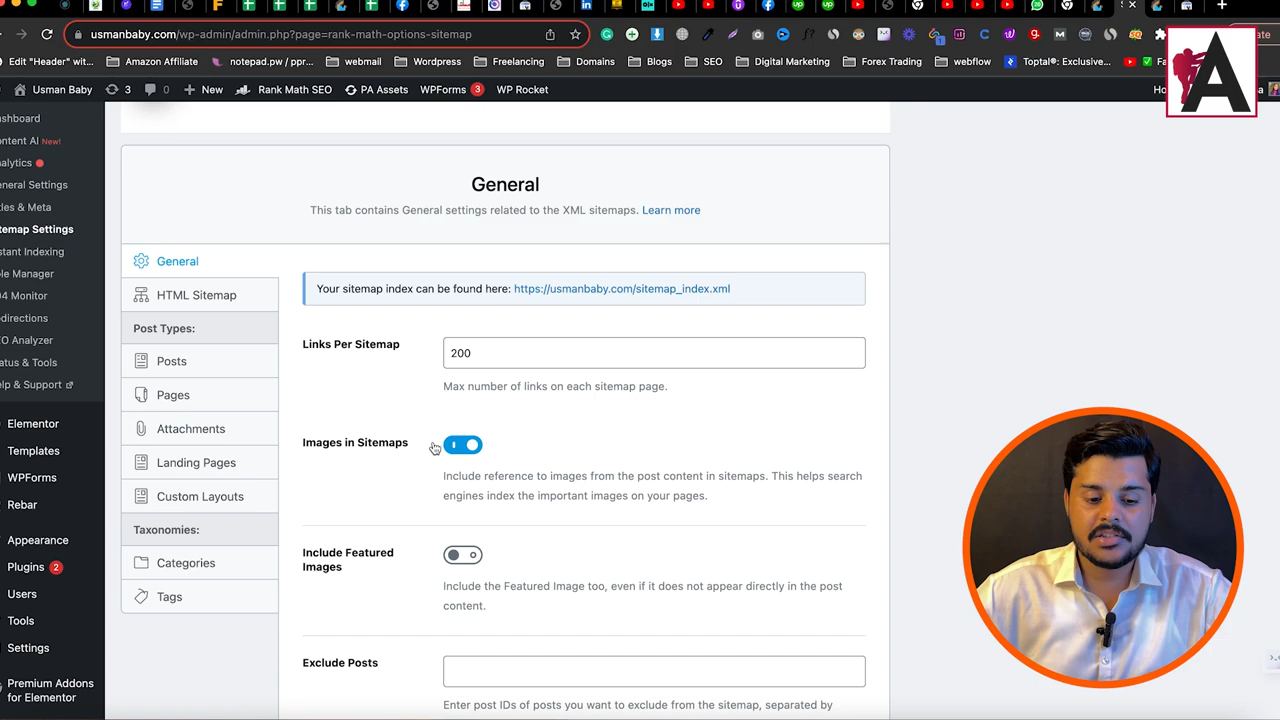 usmanbaby.com/wp-admin/admin.php?page=rank-math-options-sitemap
Edit "Header" wit...
Amazon Affiliate
notepad.pw / ppr...
webmail
Wordpress
Freelancing
Domains
Blogs
SEO
Digital Marketing
Forex Trading
webflow
Toptal®: Exclusive...
Usman Baby
3
0
New
Rank Math SEO
PA Assets
WPForms 3
WP Rocket
A
ashboard
ontent AI New!
nalytics
eneral Settings
tles & Meta
temap Settings
stant Indexing
ole Manager
04 Monitor
edirections
EO Analyzer
tatus & Tools
elp & Support
Elementor
Templates
WPForms
Rebar
Appearance
Plugins 2
Users
Tools
Settings
Premium Addons
for Elementor
General
This tab contains General settings related to the XML sitemaps. Learn more
General
HTML Sitemap
Post Types:
Posts
Pages
Attachments
Landing Pages
Custom Layouts
Taxonomies:
Categories
Tags
Your sitemap index can be found here: https://usmanbaby.com/sitemap_index.xml
Links Per Sitemap
200
Max number of links on each sitemap page.
Images in Sitemaps
Include reference to images from the post content in sitemaps. This helps search
engines index the important images on your pages.
Include Featured
Images
Include the Featured Image too, even if it does not appear directly in the post
content.
Exclude Posts
Enter post IDs of posts you want to exclude from the sitemap, separated by